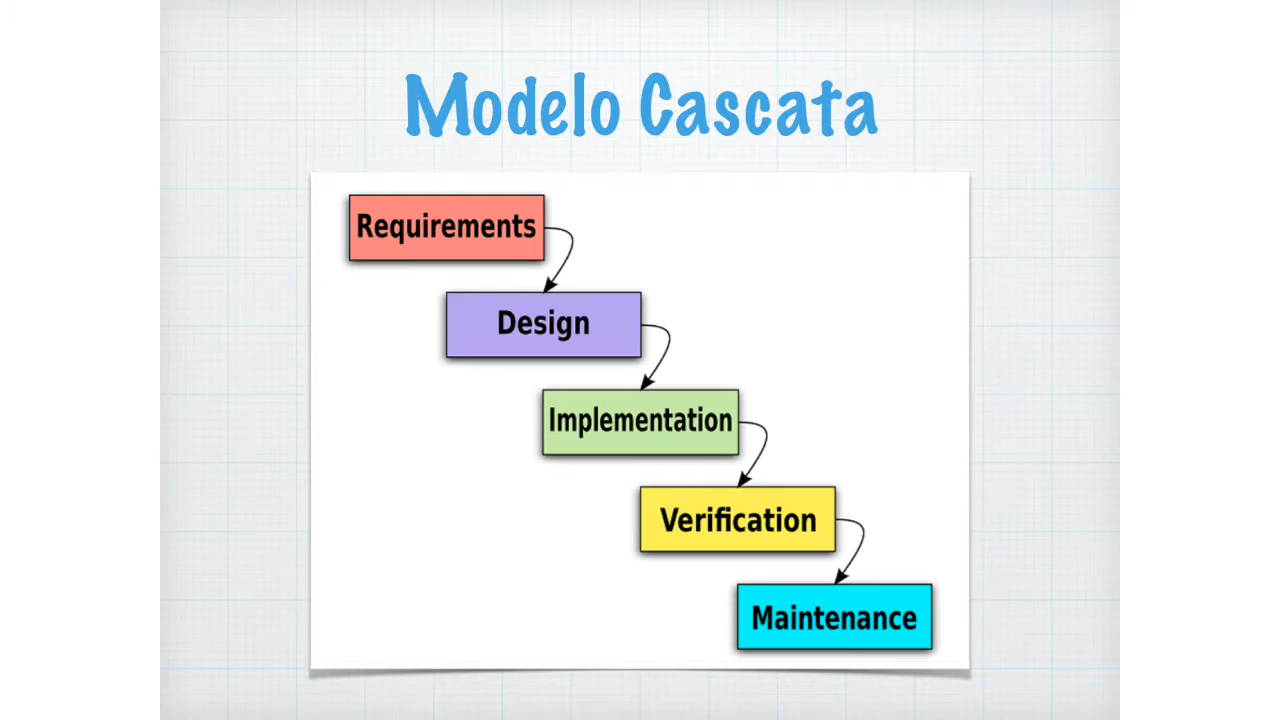 Modelo Cascata
Requirements
Design
Implementation
Verification
Maintenance